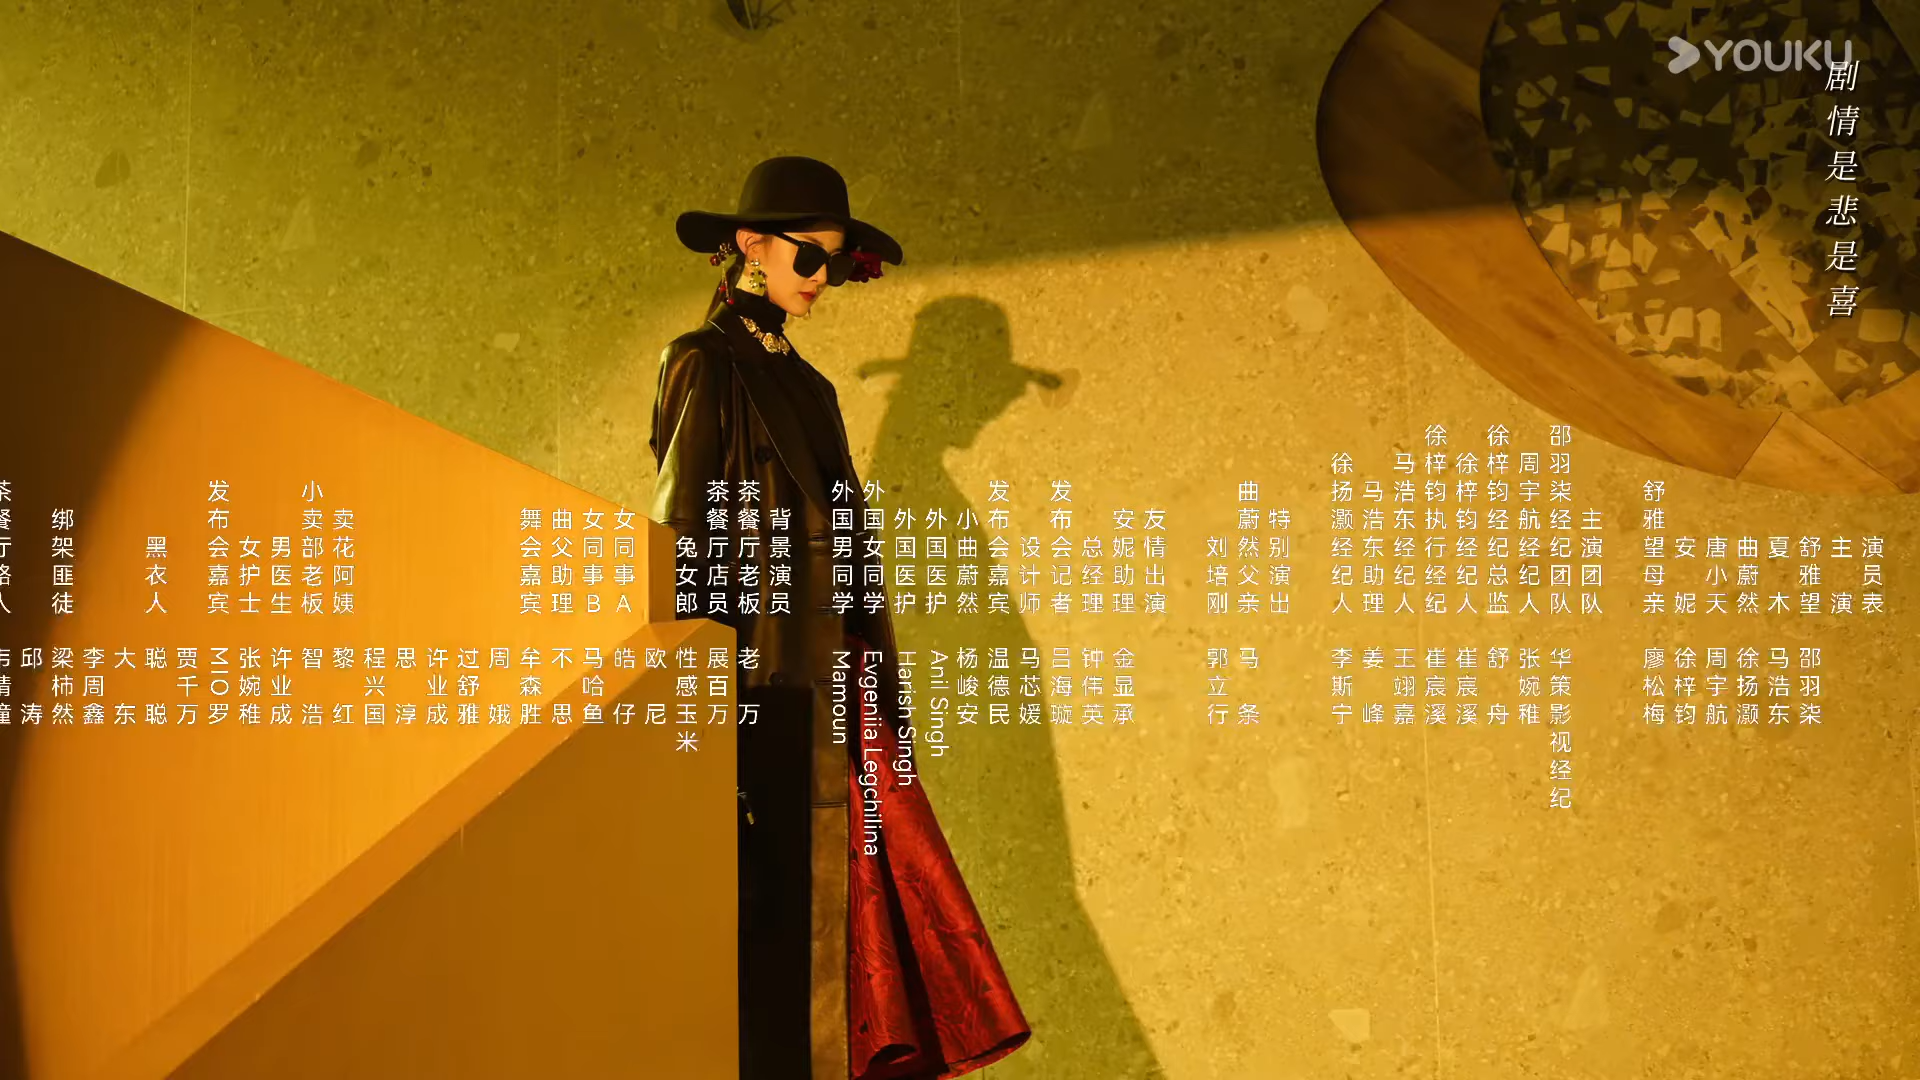 YOUKU
剧情是悲是喜
演员表
主演
舒雅望 邵羽柒
夏木 马浩东
曲蔚然 徐扬灏
唐小天 周宇航
安妮 徐梓钧
舒雅望母亲 廖松梅
主演团队
邵羽柒经纪团队 华策影视经纪
周宇航经纪人 张婉稚
徐梓钧经纪总监 舒舟
徐梓钧经纪人 崔宸溪
徐梓钧执行经纪 崔宸溪
马浩东经纪人 王翊嘉
马浩东助理 姜峰
徐扬灏经纪人 李斯宁
特别演出
曲蔚然父亲 马条
刘培刚 郭立行
友情出演
安妮助理 金显承
总经理 钟伟英
发布会记者 吕海璇
设计师 马芯媛
发布会嘉宾 温德民
小曲蔚然 杨峻安
外国医护 Anil Singh
外国医护 Harish Singh
外国女同学 Evgeniia Legchilina
外国男同学 Mamoun
背景演员
茶餐厅老板 老万
茶餐厅店员 展百万
兔女郎 性感玉米
欧尼
女同事A 皓仔
女同事B 马哈鱼
曲父助理 不思
舞会嘉宾 牟森胜
周娥
过舒雅
许业成
思淳
程兴国
卖花阿姨 黎红
小卖部老板 智浩
男医生 许业成
女护士 张婉稚
发布会嘉宾 MIO罗
贾千万
黑衣人 聪聪
大东
李周鑫
绑架匪徒 梁柿然
邱涛